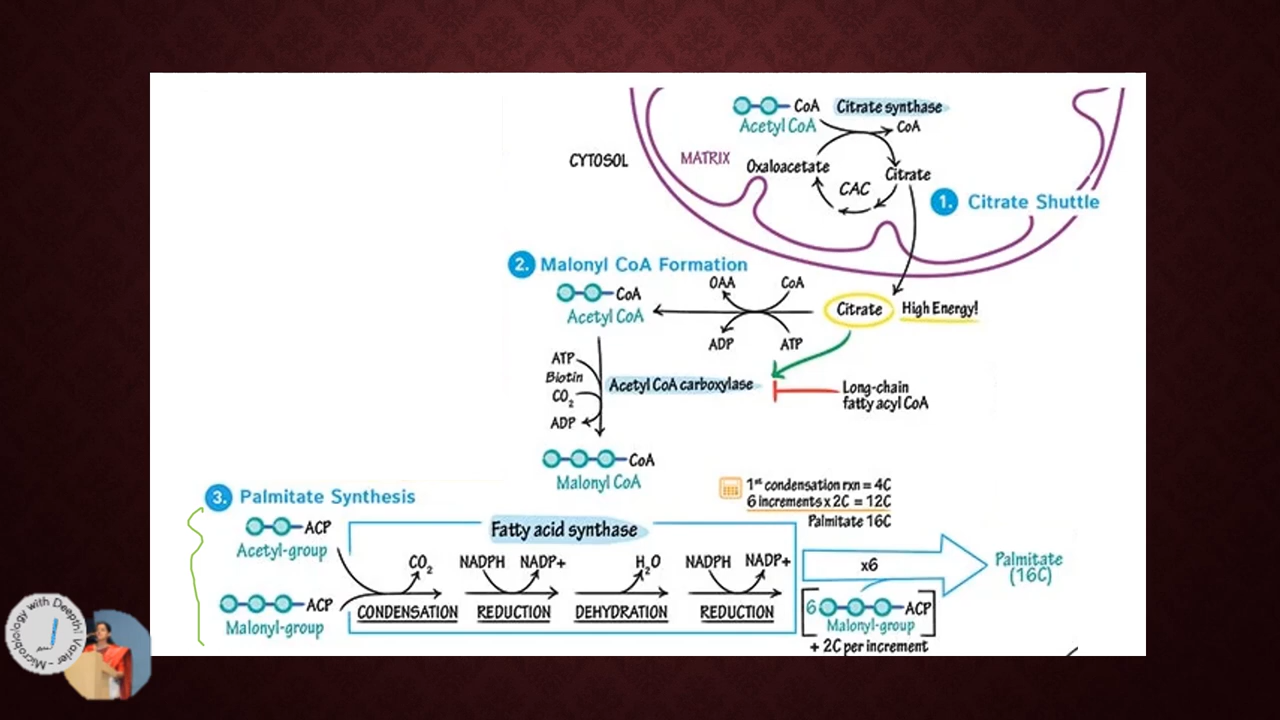 Acetyl CoA
CoA
Citrate synthase
CoA
CYTOSOL
MATRIX
Oxaloacetate
Citrate
CAC
1. Citrate Shuttle
2. Malonyl CoA Formation
CoA
Acetyl CoA
OAA
CoA
ADP
ATP
Citrate
High Energy!
ATP
Biotin
CO₂
ADP
Acetyl CoA carboxylase
Long-chain
fatty acyl CoA
CoA
Malonyl CoA
3. Palmitate Synthesis
1st condensation rxn = 4C
6 increments x 2C = 12C
Palmitate 16C
ACP
Acetyl-group
ACP
Malonyl-group
Fatty acid synthase
CO₂
NADPH
NADP+
H₂O
NADPH
NADP+
CONDENSATION
REDUCTION
DEHYDRATION
REDUCTION
x6
Palmitate
(16C)
6
ACP
Malonyl-group
+ 2C per increment
Microbiology with Deepthi Varier -